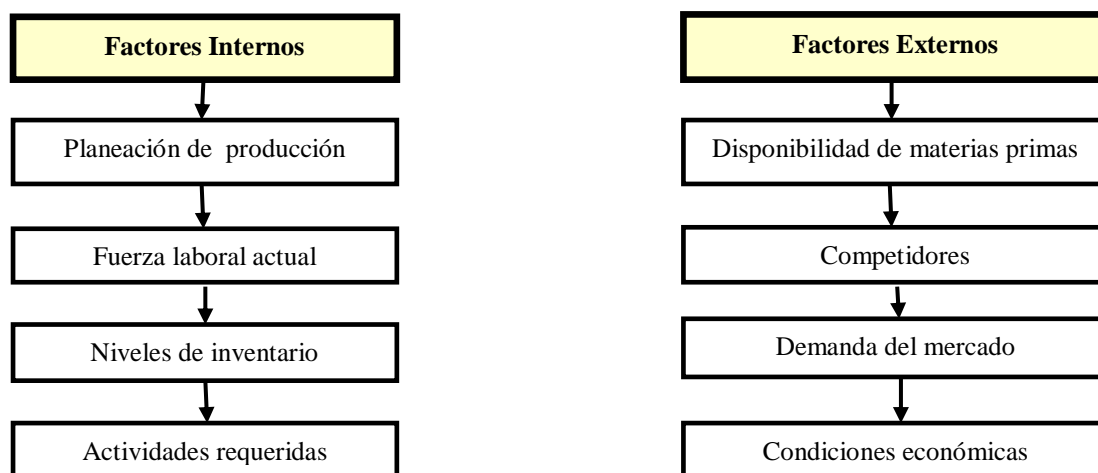 Factores Internos
Planeación de producción
Fuerza laboral actual
Niveles de inventario
Actividades requeridas
Factores Externos
Disponibilidad de materias primas
Competidores
Demanda del mercado
Condiciones económicas